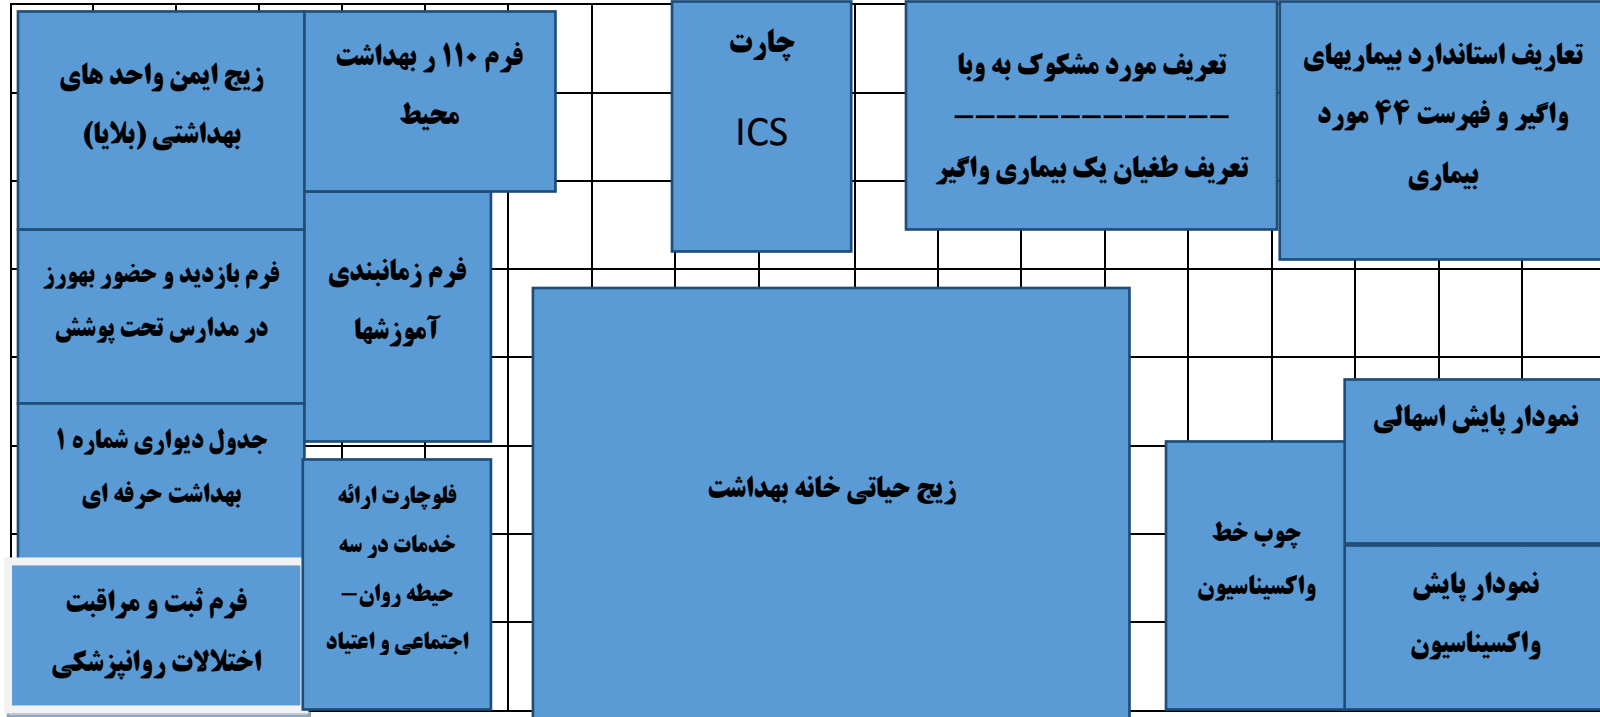 تعاریف استاندارد بیماریهای
واگیر و فهرست ۴۴ مورد
بیماری
تعریف مورد مشکوک به وبا
-------------
تعریف طغیان یک بیماری واگیر
چارت
ICS
فرم ۱۱۰ ر بهداشت
محیط
زیج ایمن واحد های
بهداشتی (بلایا)
فرم زمانبندی
آموزشها
فرم بازدید و حضور بهورز
در مدارس تحت پوشش
نمودار پایش اسهالی
چوب خط
واکسیناسیون
نمودار پایش
واکسیناسیون
زیج حیاتی خانه بهداشت
جدول دیواری شماره ۱
بهداشت حرفه ای
فلوچارت ارائه
خدمات در سه
حیطه روان-
اجتماعی و اعتیاد
فرم ثبت و مراقبت
اختلالات روانپزشکی